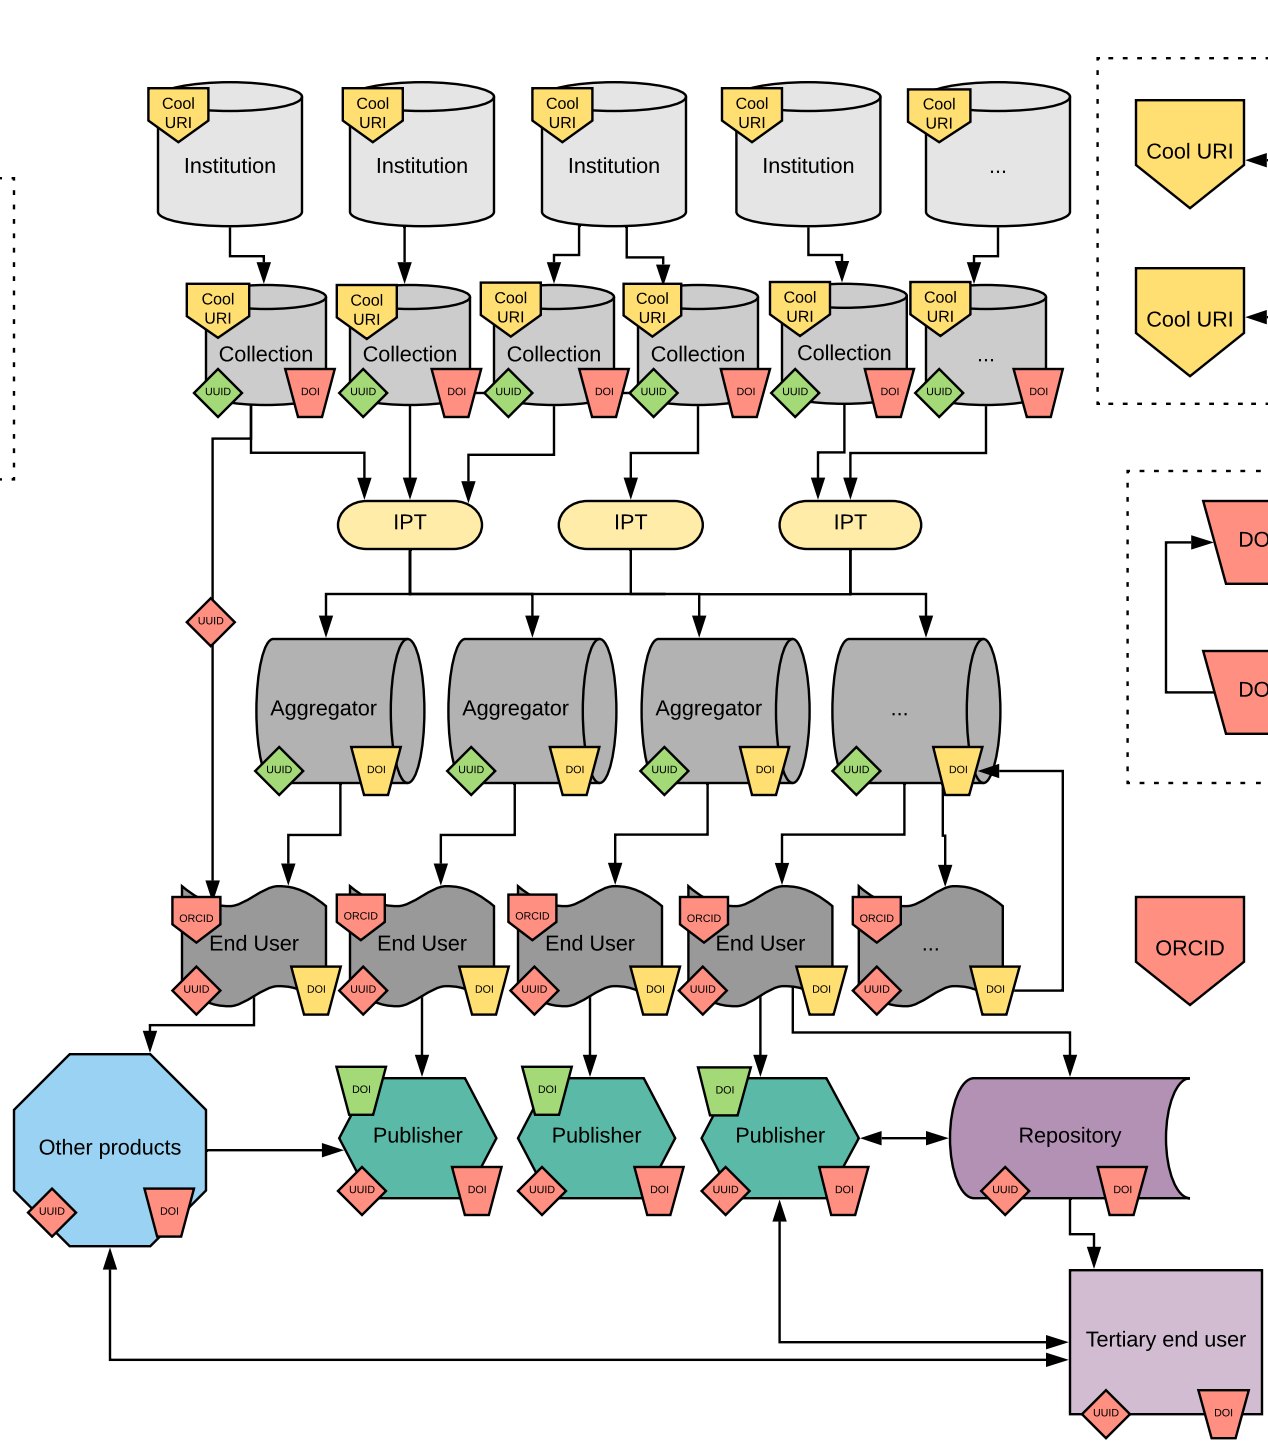 Cool
URI
Cool
URI
Cool
URI
Cool
URI
Cool
URI
Institution
Institution
Institution
Institution
...
Cool URI
Cool URI
Cool
URI
Cool
URI
Cool
URI
Cool
URI
Cool
URI
Cool
URI
Collection
Collection
Collection
Collection
Collection
...
UUID
DOI
UUID
DOI
UUID
DOI
UUID
DOI
UUID
DOI
UUID
DOI
IPT
IPT
IPT
DO
DO
UUID
Aggregator
Aggregator
Aggregator
...
UUID
DOI
UUID
DOI
UUID
DOI
UUID
DOI
ORCID
ORCID
ORCID
ORCID
ORCID
End User
End User
End User
End User
...
ORCID
UUID
DOI
UUID
DOI
UUID
DOI
UUID
DOI
UUID
DOI
DOI
DOI
DOI
Other products
Publisher
Publisher
Publisher
Repository
UUID
DOI
UUID
DOI
UUID
DOI
UUID
DOI
UUID
DOI
Tertiary end user
UUID
DOI